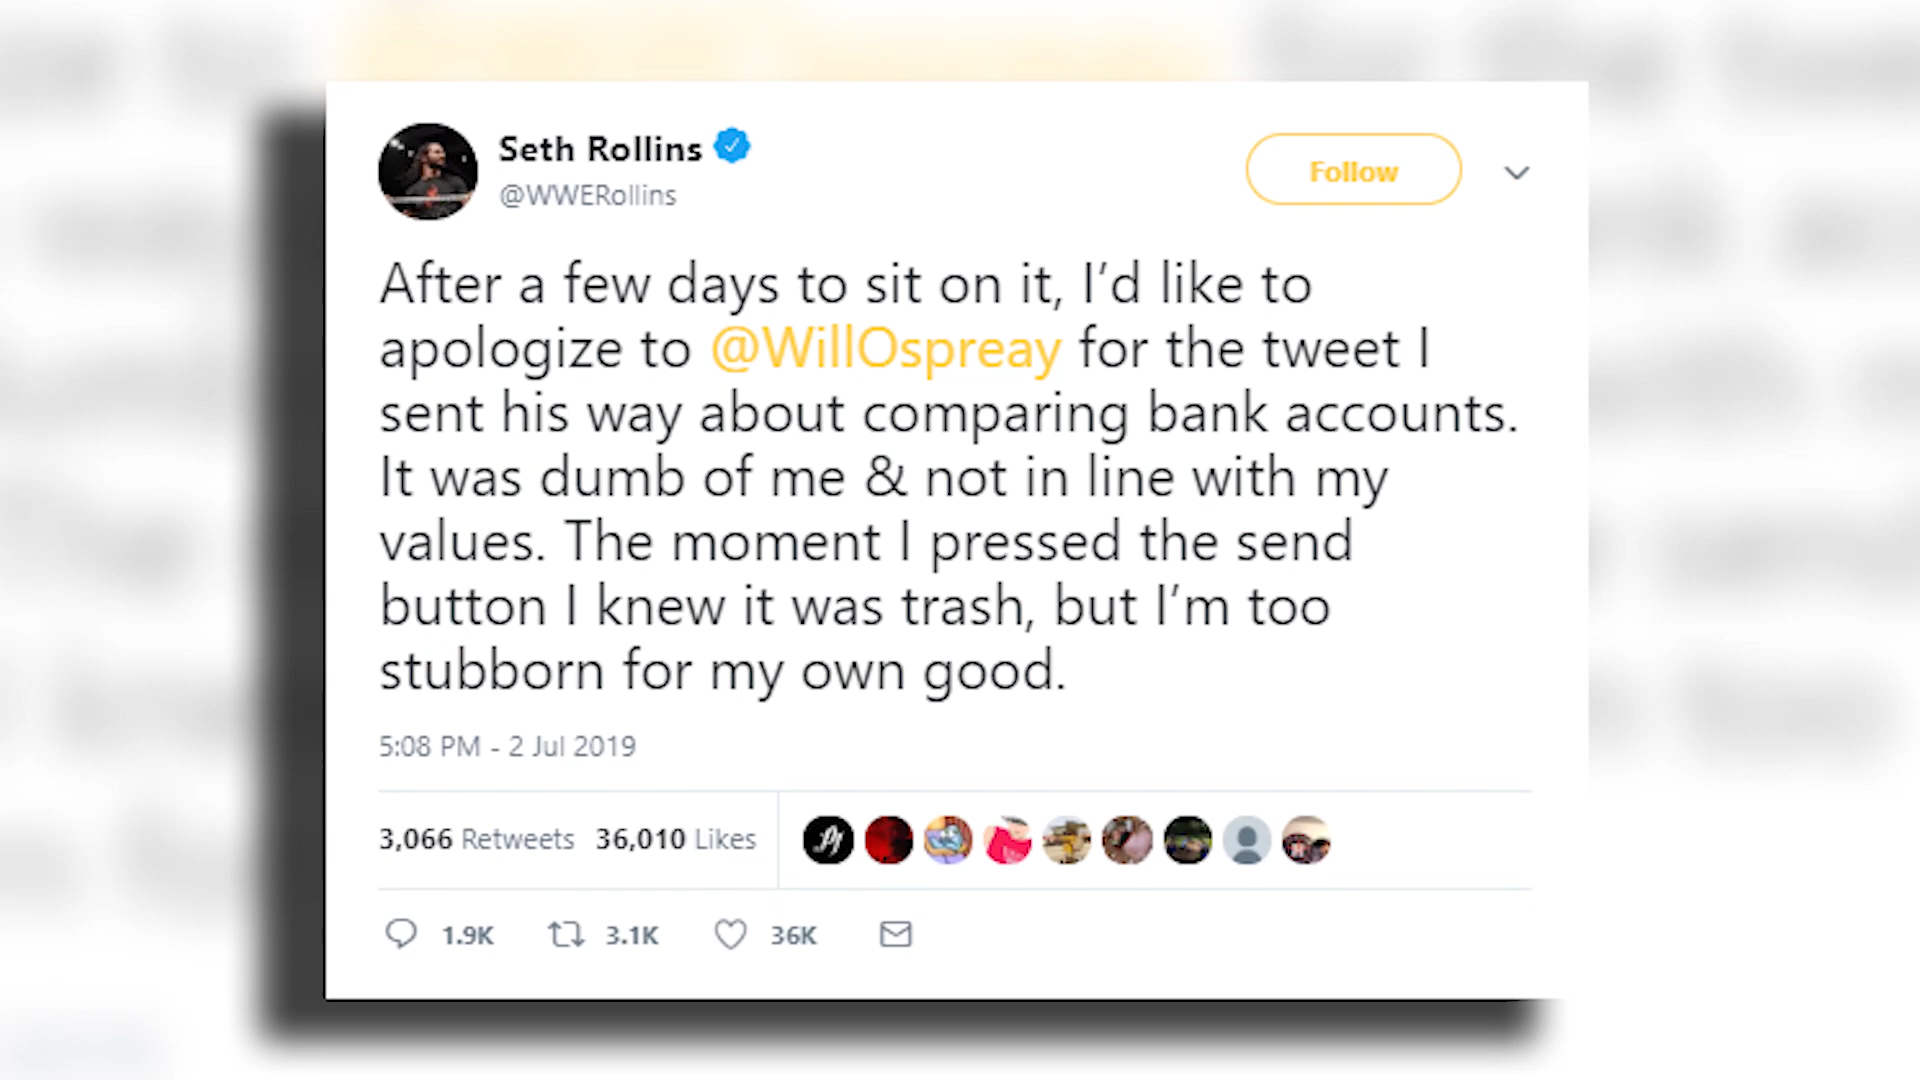 Seth Rollins
@WWERollins
Follow
After a few days to sit on it, I'd like to
apologize to @WillOspreay for the tweet I
sent his way about comparing bank accounts.
It was dumb of me & not in line with my
values. The moment I pressed the send
button I knew it was trash, but I'm too
stubborn for my own good.
5:08 PM - 2 Jul 2019
3,066 Retweets 36,010 Likes
1.9K 3.1K 36K